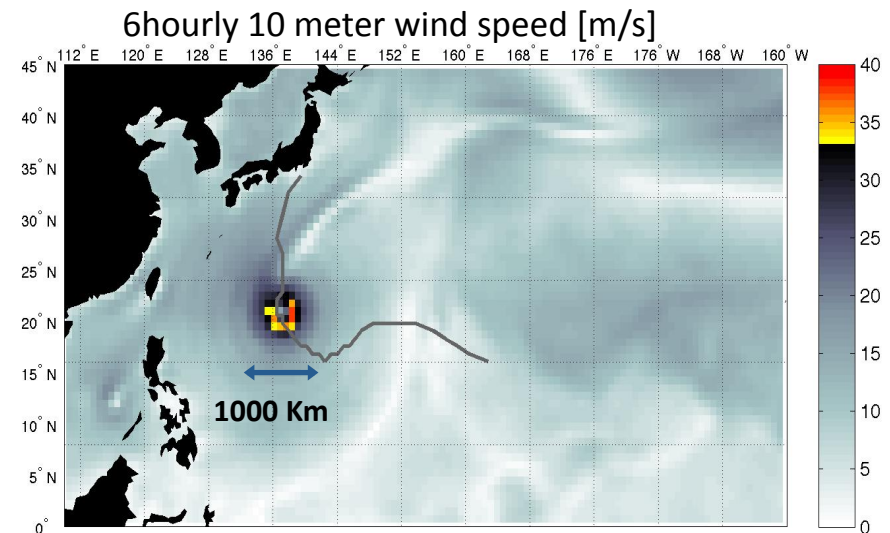 6hourly 10 meter wind speed [m/s]
112° E 120° E 128° E 136° E 144° E 152° E 160° E 168° E 176° E 176° W 168° W 160° W
45° N
40° N
35° N
30° N
25° N
20° N
15° N
10° N
5° N
0°
1000 Km
40
35
30
25
20
15
10
5
0